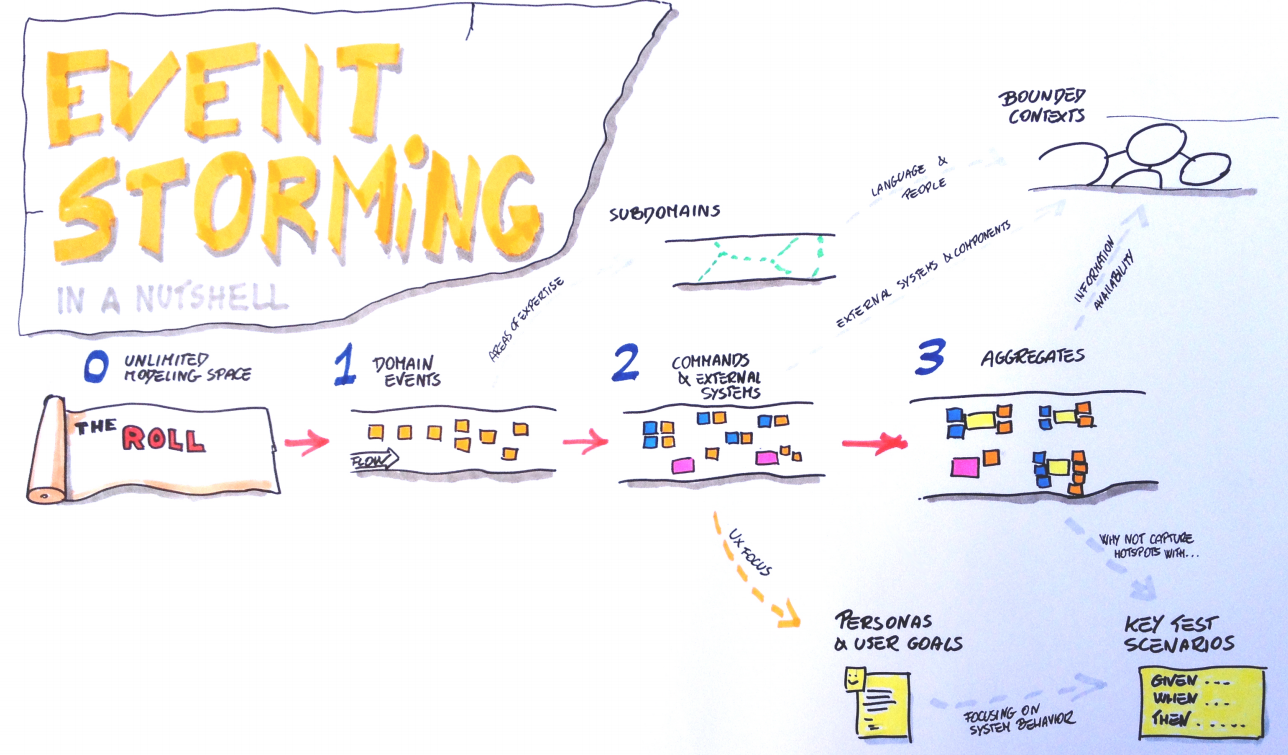 EVENT
STORMiNG
IN A NUTSHELL
BOUNDED
CONTEXTS
LANGUAGE &
PEOPLE
SUBDOMAINS
EXTERNAL SYSTEMS & COMPONENTS
INFORMATION
AVAILABILITY
AREAS OF EXPERTISE
0 UNLIMITED
MODELING SPACE
1 DOMAIN
EVENTS
2 COMMANDS
& EXTERNAL
SYSTEMS
3 AGGREGATES
THE ROLL
FLOW
UX FOCUS
WHY NOT CAPTURE
HOTSPOTS WITH...
PERSONAS
& USER GOALS
KEY TEST
SCENARIOS
GIVEN ...
WHEN ...
THEN .....
FOCUSING ON
SYSTEM BEHAVIOR